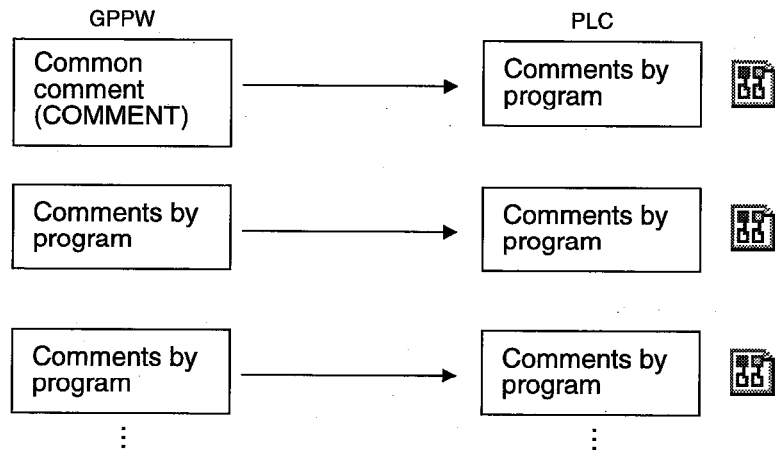 GPPW
PLC
Common
comment
(COMMENT)
Comments by
program
Comments by
program
Comments by
program
Comments by
program
Comments by
program
⋮
⋮